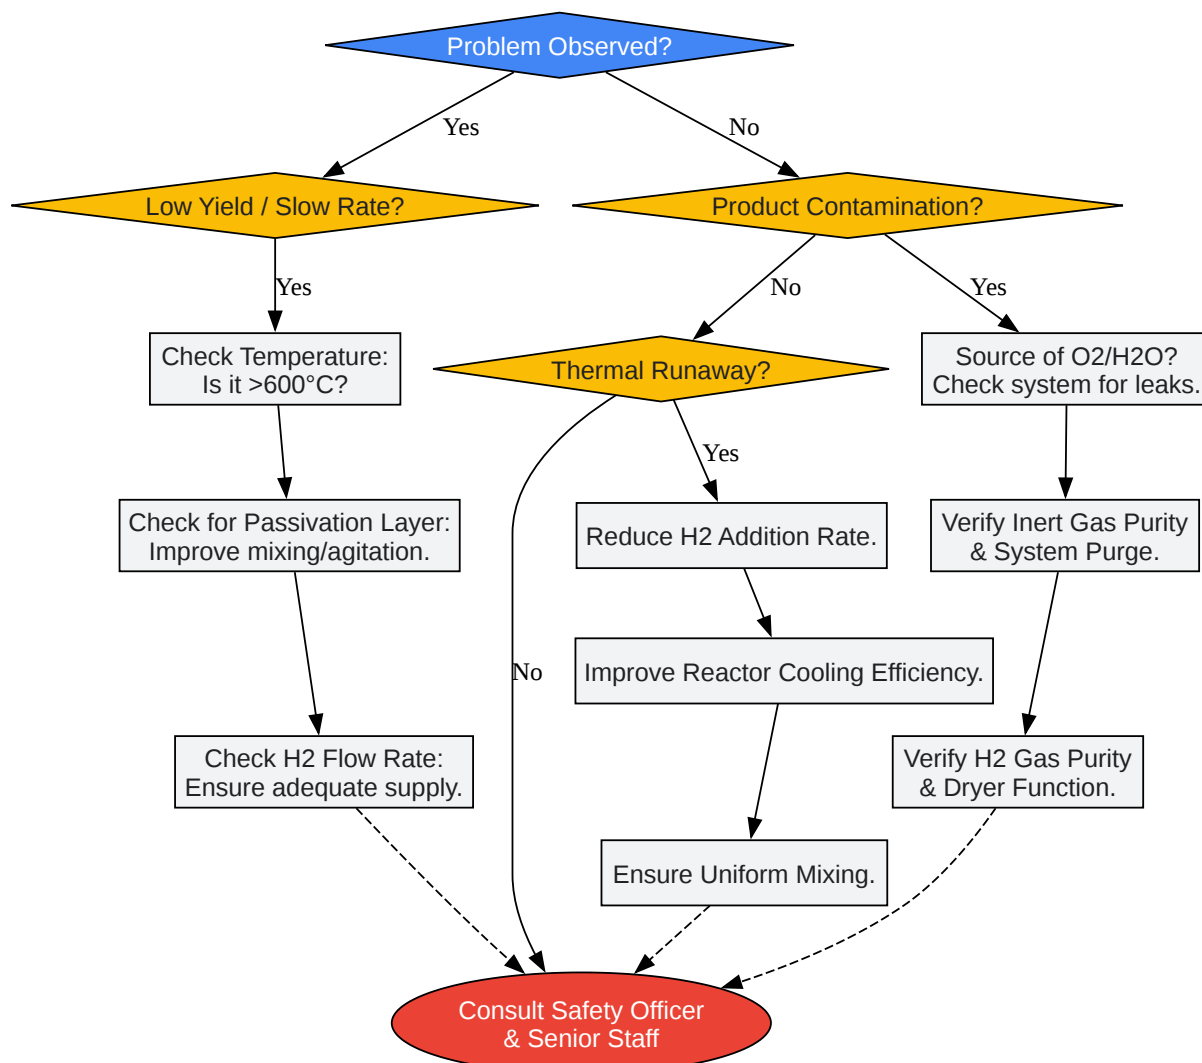 Problem Observed?
Yes
No
Low Yield / Slow Rate?
Product Contamination?
Yes
No
Yes
Check Temperature:
Is it >600°C?
Thermal Runaway?
Source of O2/H2O?
Check system for leaks.
Yes
Check for Passivation Layer:
Improve mixing/agitation.
Reduce H2 Addition Rate.
Verify Inert Gas Purity
& System Purge.
No
Improve Reactor Cooling Efficiency.
Check H2 Flow Rate:
Ensure adequate supply.
Verify H2 Gas Purity
& Dryer Function.
Ensure Uniform Mixing.
Consult Safety Officer
& Senior Staff